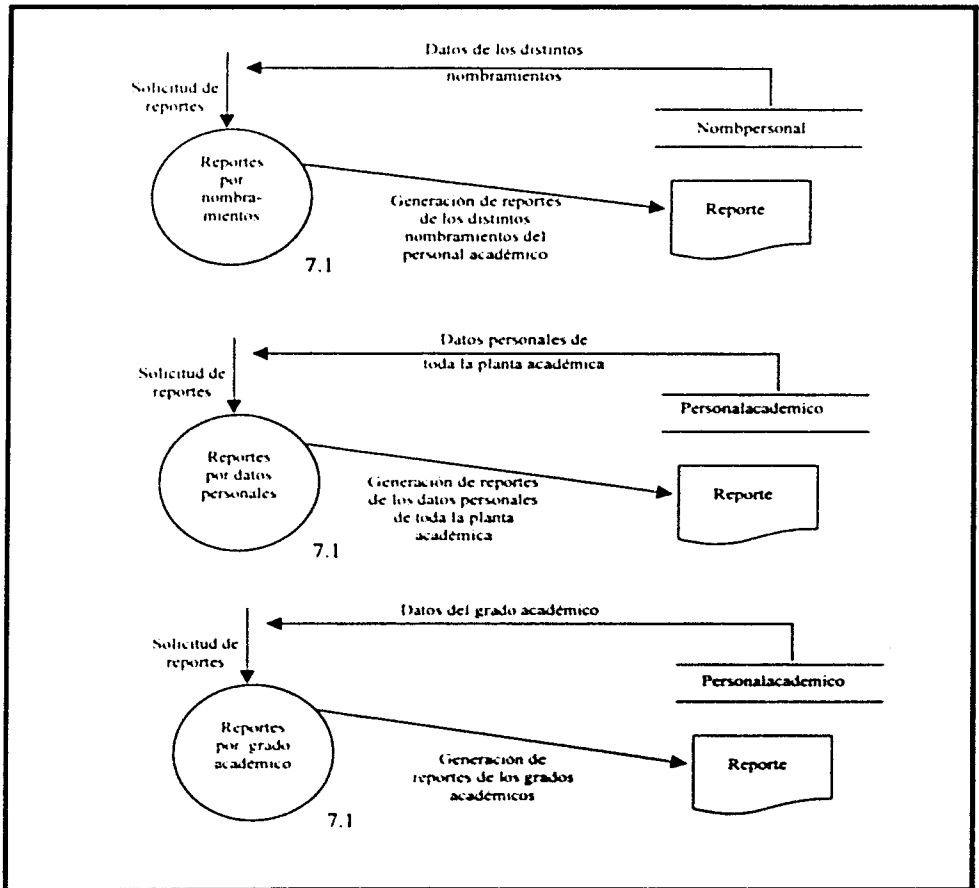 Datos de los distintos
nombramientos
Solicitud de
reportes
Nombpersonal
Reportes
por
nombra-
mientos
Generación de reportes
de los distintos
nombramientos del
personal académico
Reporte
7.1
Datos personales de
toda la planta académica
Solicitud de
reportes
Personalacademico
Reportes
por datos
personales
Generación de reportes
de los datos personales
de toda la planta
académica
Reporte
7.1
Datos del grado académico
Solicitud de
reportes
Personalacademico
Reportes
por grado
académico
Generación de
reportes de los grados
académicos
Reporte
7.1